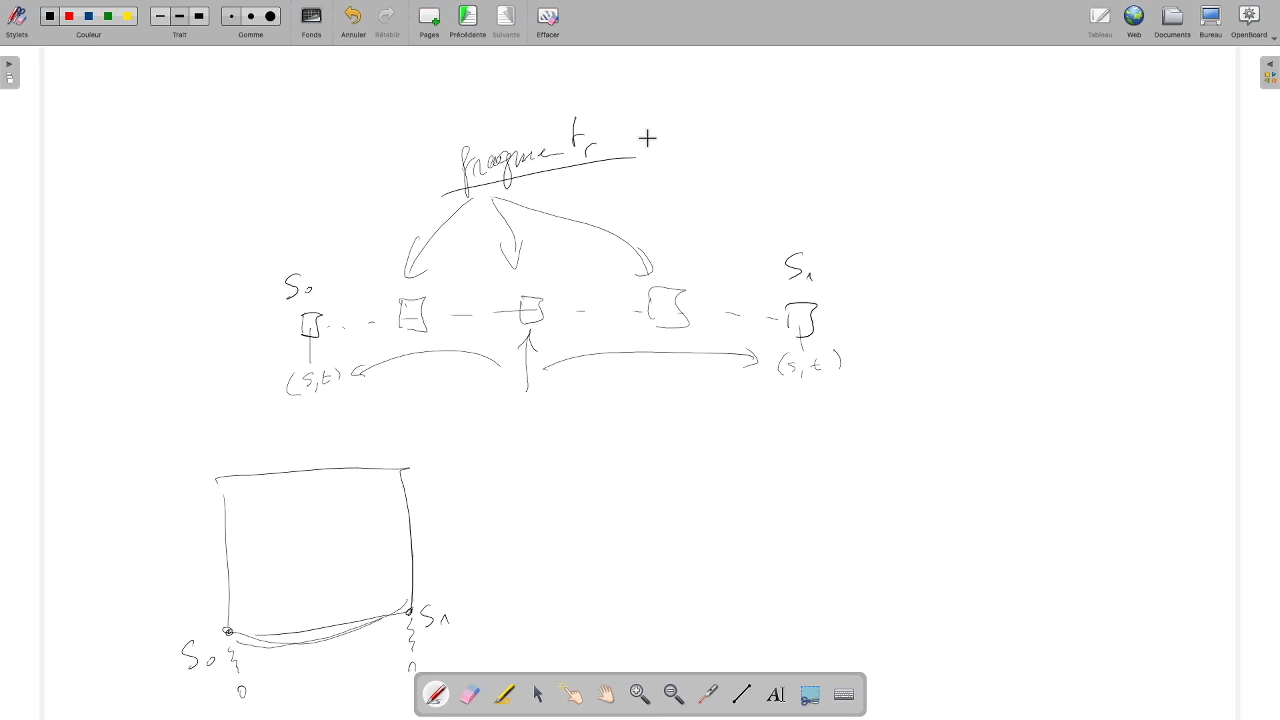 Stylets
Couleur
Trait
Gomme
Fonds
Annuler
Rétablir
Pages
Précédente
Suivante
Effacer
Tableau
Web
Documents
Bureau
OpenBoard
S0
S1
(s,t)
(s,t)
S1
S0
0
0
AI